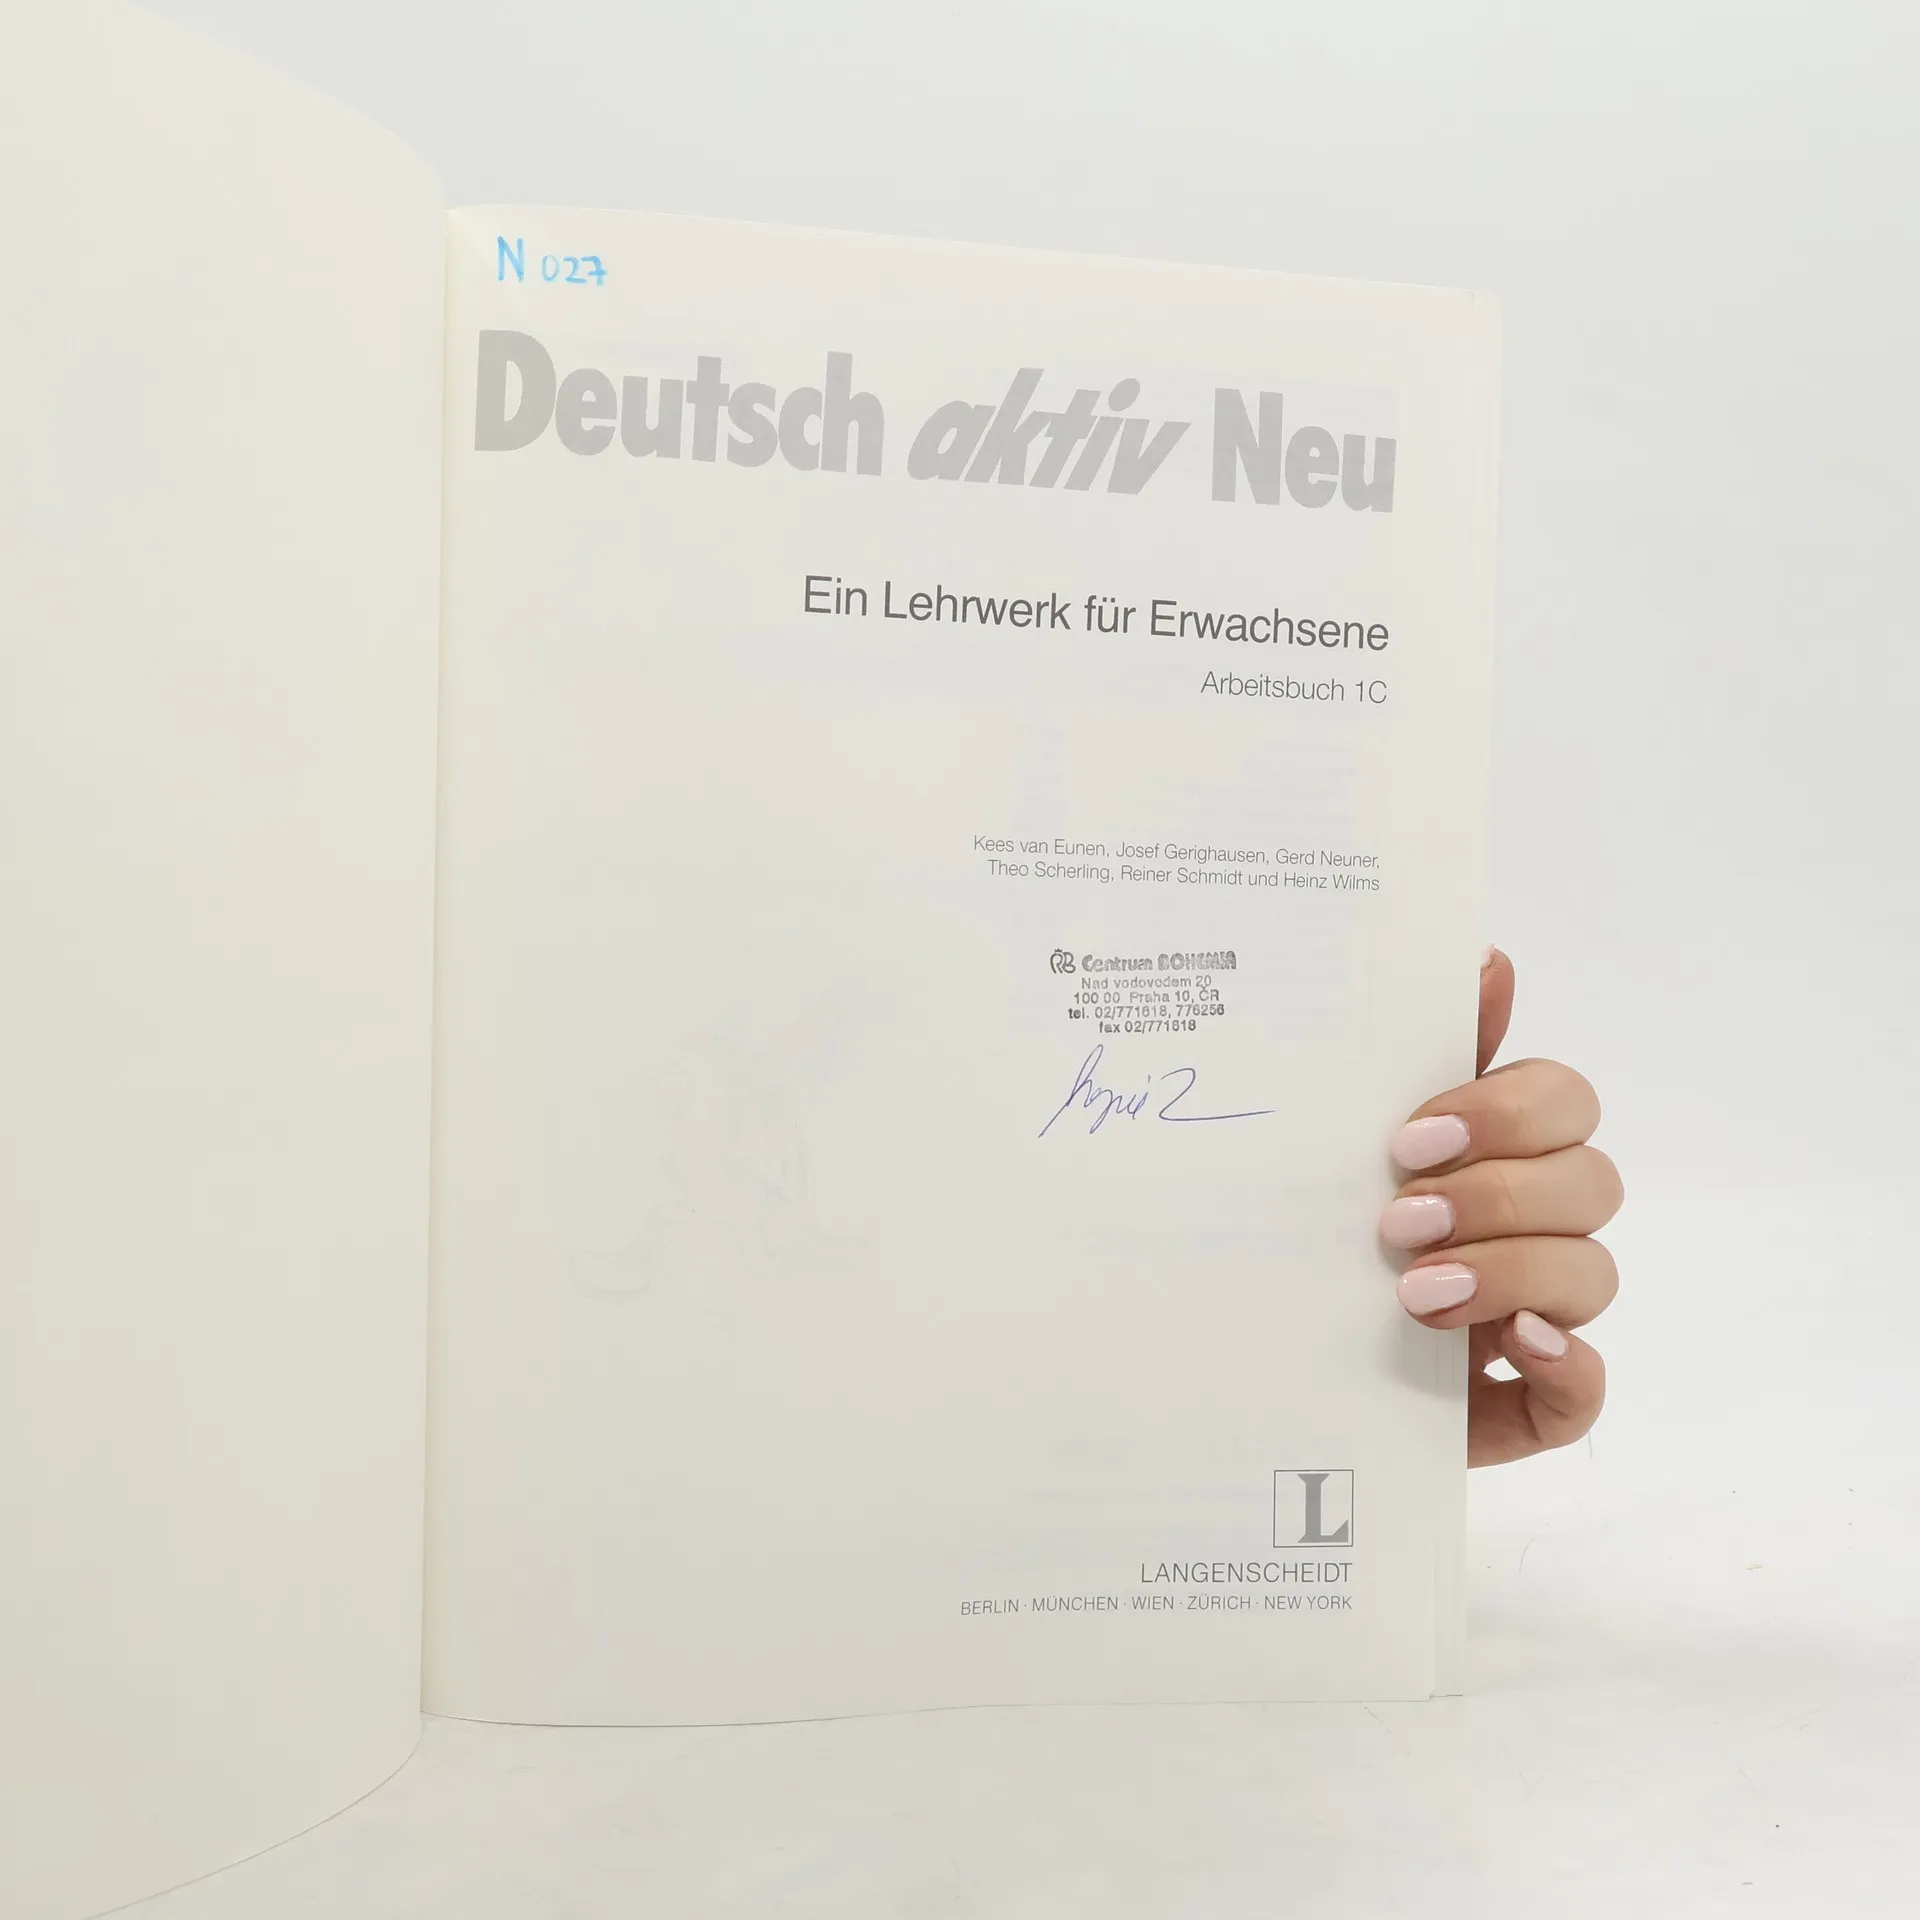 N 027
Deutsch aktiv Neu
Ein Lehrwerk für Erwachsene
Arbeitsbuch 1C
Kees van Eunen, Josef Gerighausen, Gerd Neuner,
Theo Scherling, Reiner Schmidt und Heinz Wilms
RB Centrum BOHEMIA
Nad vodovodem 20
100 00 Praha 10, ČR
tel. 02/771618, 776256
fax 02/771618
L
LANGENSCHEIDT
BERLIN · MÜNCHEN · WIEN · ZÜRICH · NEW YORK